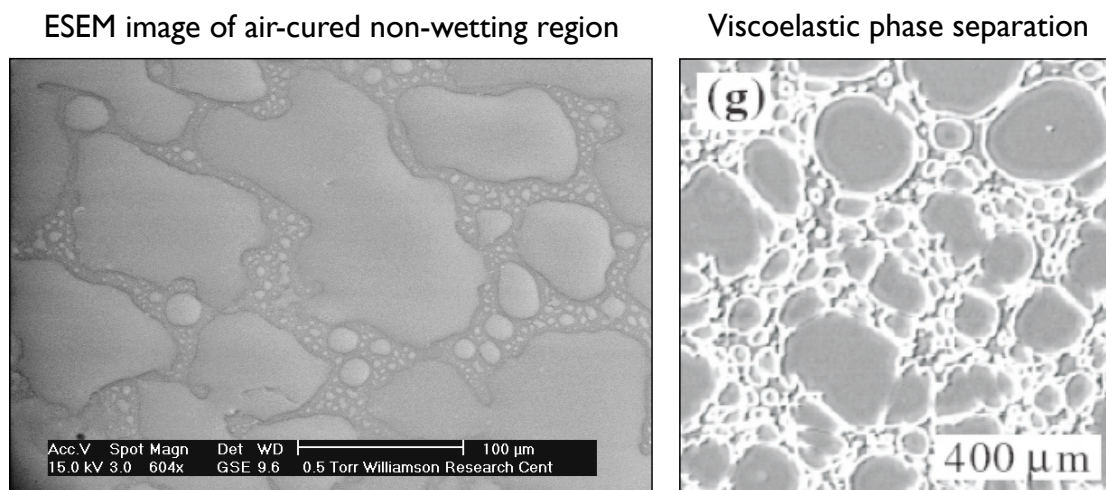 ESEM image of air-cured non-wetting region
Viscoelastic phase separation
(g)
Acc.V Spot Magn Det WD 100 µm
15.0 kV 3.0 604x GSE 9.6 0.5 Torr Williamson Research Cent
400 µm